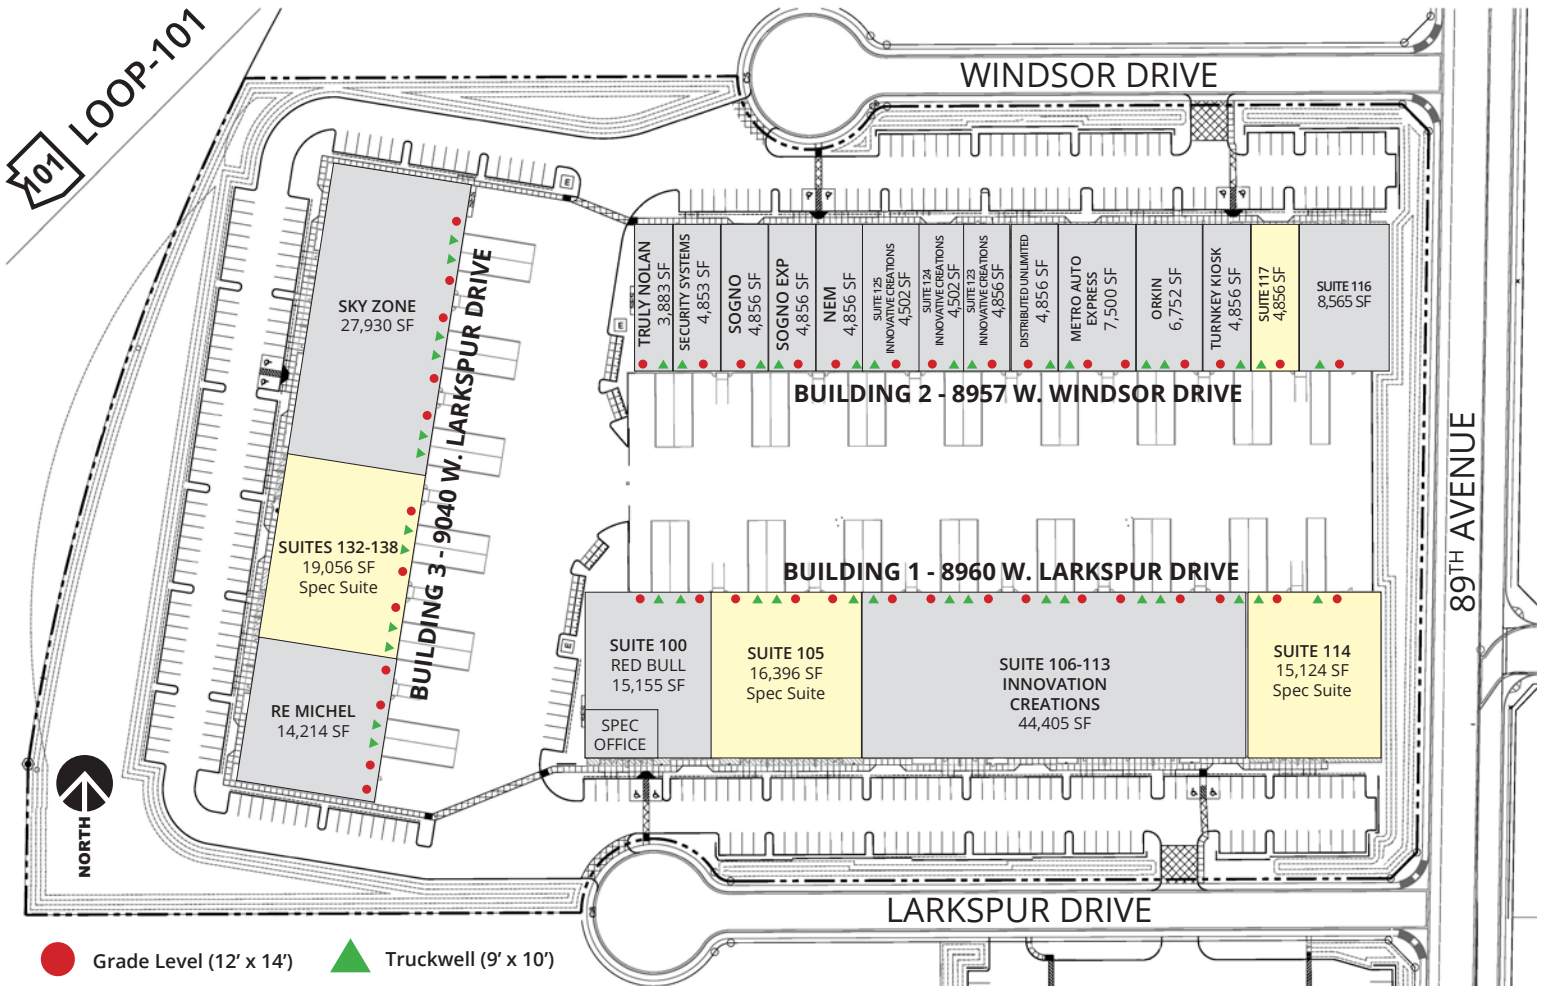 LOOP-101
101
WINDSOR DRIVE
SKY ZONE
27,930 SF
SUITES 132-138
19,056 SF
Spec Suite
RE MICHEL
14,214 SF
BUILDING 3 - 9040 W. LARKSPUR DRIVE
TRULY NOLAN
3,883 SF
SECURITY SYSTEMS
4,853 SF
SOGNO
4,856 SF
SOGNO EXP
4,856 SF
NEM
4,856 SF
SUITE 125
INNOVATIVE CREATIONS
4,502 SF
SUITE 124
INNOVATIVE CREATIONS
4,502 SF
SUITE 123
INNOVATIVE CREATIONS
4,856 SF
DISTRIBUTED UNLIMITED
4,856 SF
METRO AUTO
EXPRESS
7,500 SF
ORKIN
6,752 SF
TURNKEY KIOSK
4,856 SF
SUITE 117
4,856 SF
SUITE 116
8,565 SF
BUILDING 2 - 8957 W. WINDSOR DRIVE
BUILDING 1 - 8960 W. LARKSPUR DRIVE
SUITE 100
RED BULL
15,155 SF
SPEC
OFFICE
SUITE 105
16,396 SF
Spec Suite
SUITE 106-113
INNOVATION
CREATIONS
44,405 SF
SUITE 114
15,124 SF
Spec Suite
89TH AVENUE
E
E
E
NORTH
LARKSPUR DRIVE
Grade Level (12’ x 14’)
Truckwell (9’ x 10’)